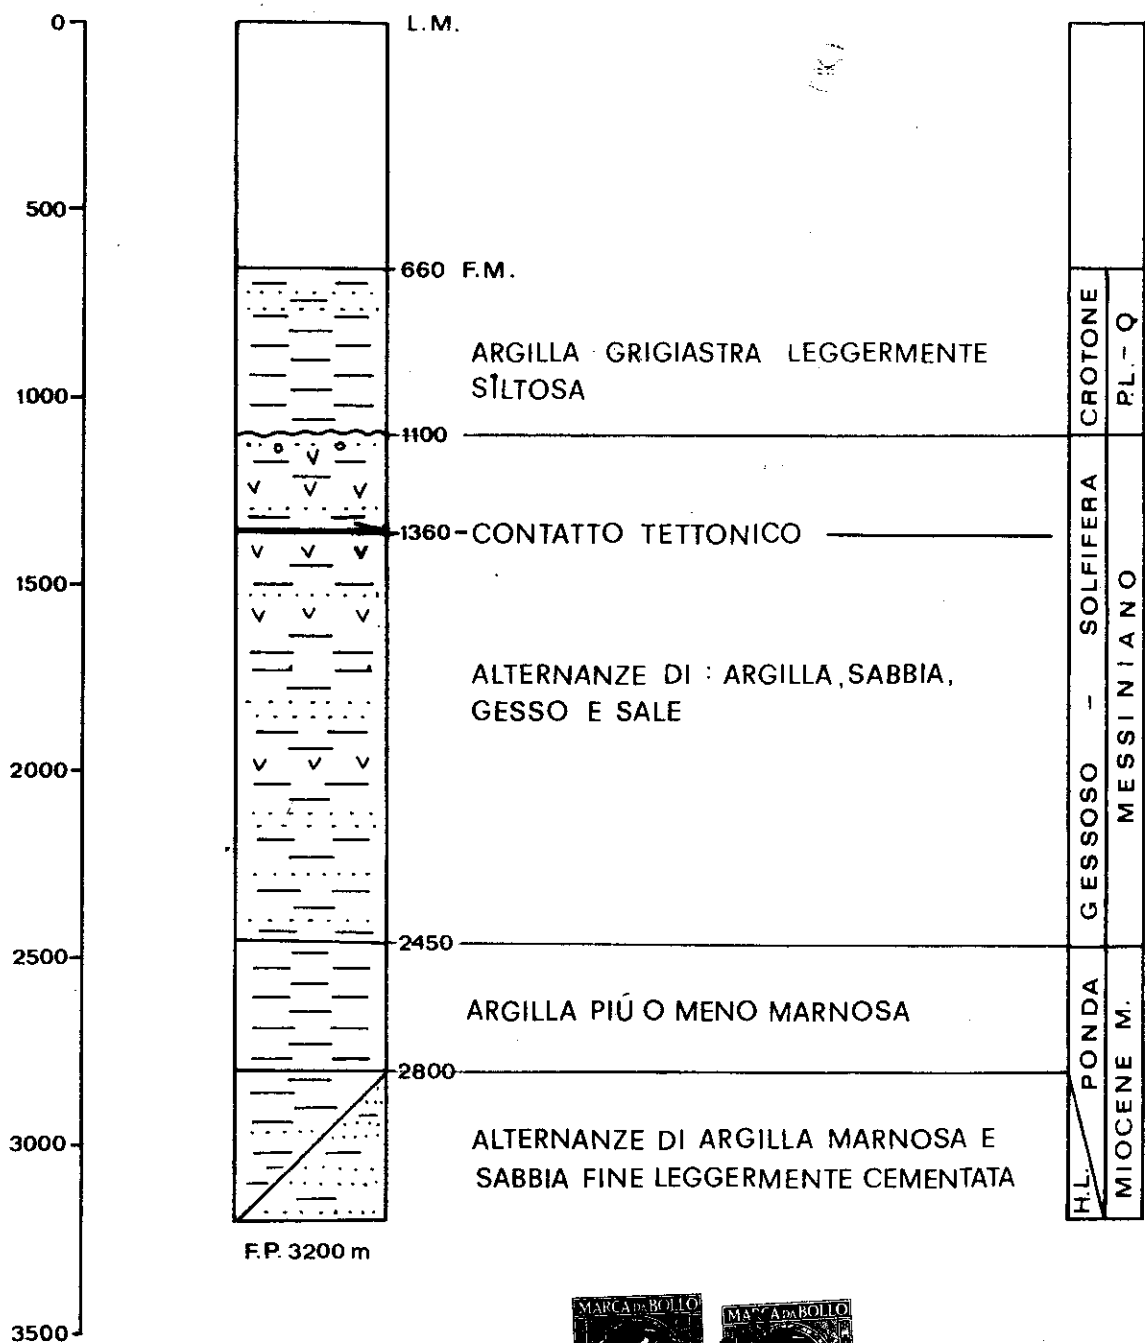 0
L.M.
500
660 F.M.
ARGILLA GRIGIASTRA LEGGERMENTE
SILTOSA
1000
1100
1360 - CONTATTO TETTONICO
1500
ALTERNANZE DI : ARGILLA, SABBIA,
GESSO E SALE
2000
2450
2500
ARGILLA PIÚ O MENO MARNOSA
2800
3000
ALTERNANZE DI ARGILLA MARNOSA E
SABBIA FINE LEGGERMENTE CEMENTATA
F.P. 3200 m
3500
CROTONE
PL.-Q
GESSOSO - SOLFIFERA
MESSINIANO
PONDA
H.L.
MIOCENE M.
MARCA DA BOLLO
MARCA DA BOLLO